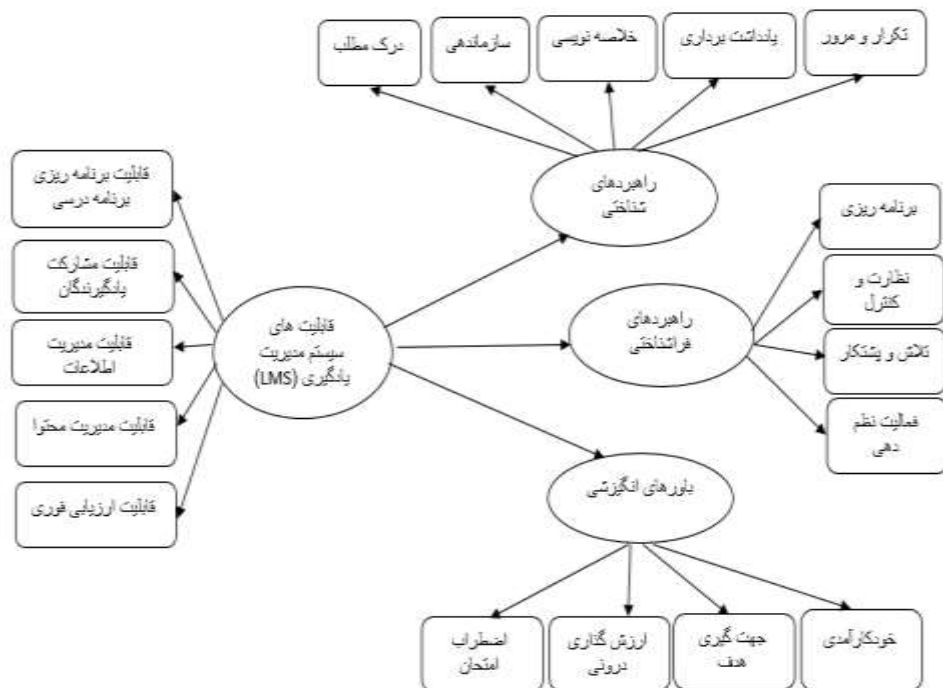 تکرار و مرور
یادداشت برداری
خلاصه نویسی
سازماندهی
درک مطلب
راهبردهای
شناختی
برنامه ریزی
نظارت و
کنترل
تلاش و پشتکار
فعالیت نظم
دهی
راهبردهای
فراشناختی
قابلیت های
سیستم مدیریت
یادگیری (LMS)
قابلیت برنامه ریزی
برنامه درسی
قابلیت مشارکت
یادگیرندگان
قابلیت مدیریت
اطلاعات
قابلیت مدیریت محتوا
قابلیت ارزیابی فوری
باورهای انگیزشی
خودکارآمدی
جهت گیری
هدف
ارزش گذاری
درونی
اضطراب
امتحان